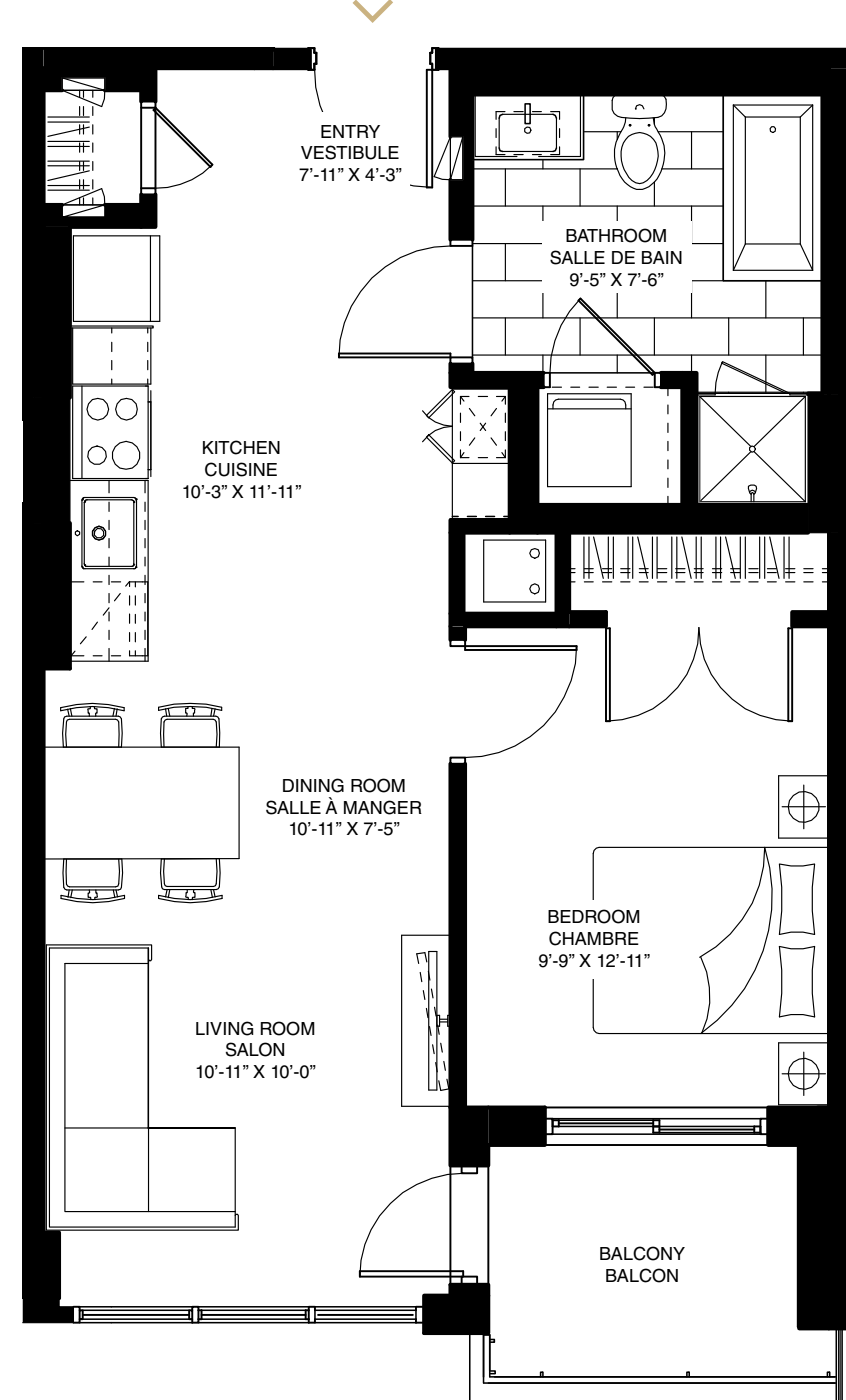 ENTRY
VESTIBULE
7’-11” X 4’-3”
BATHROOM
SALLE DE BAIN
9’-5” X 7’-6”
KITCHEN
CUISINE
10’-3” X 11’-11”
DINING ROOM
SALLE À MANGER
10’-11” X 7’-5”
BEDROOM
CHAMBRE
9’-9” X 12’-11”
LIVING ROOM
SALON
10’-11” X 10’-0”
BALCONY
BALCON